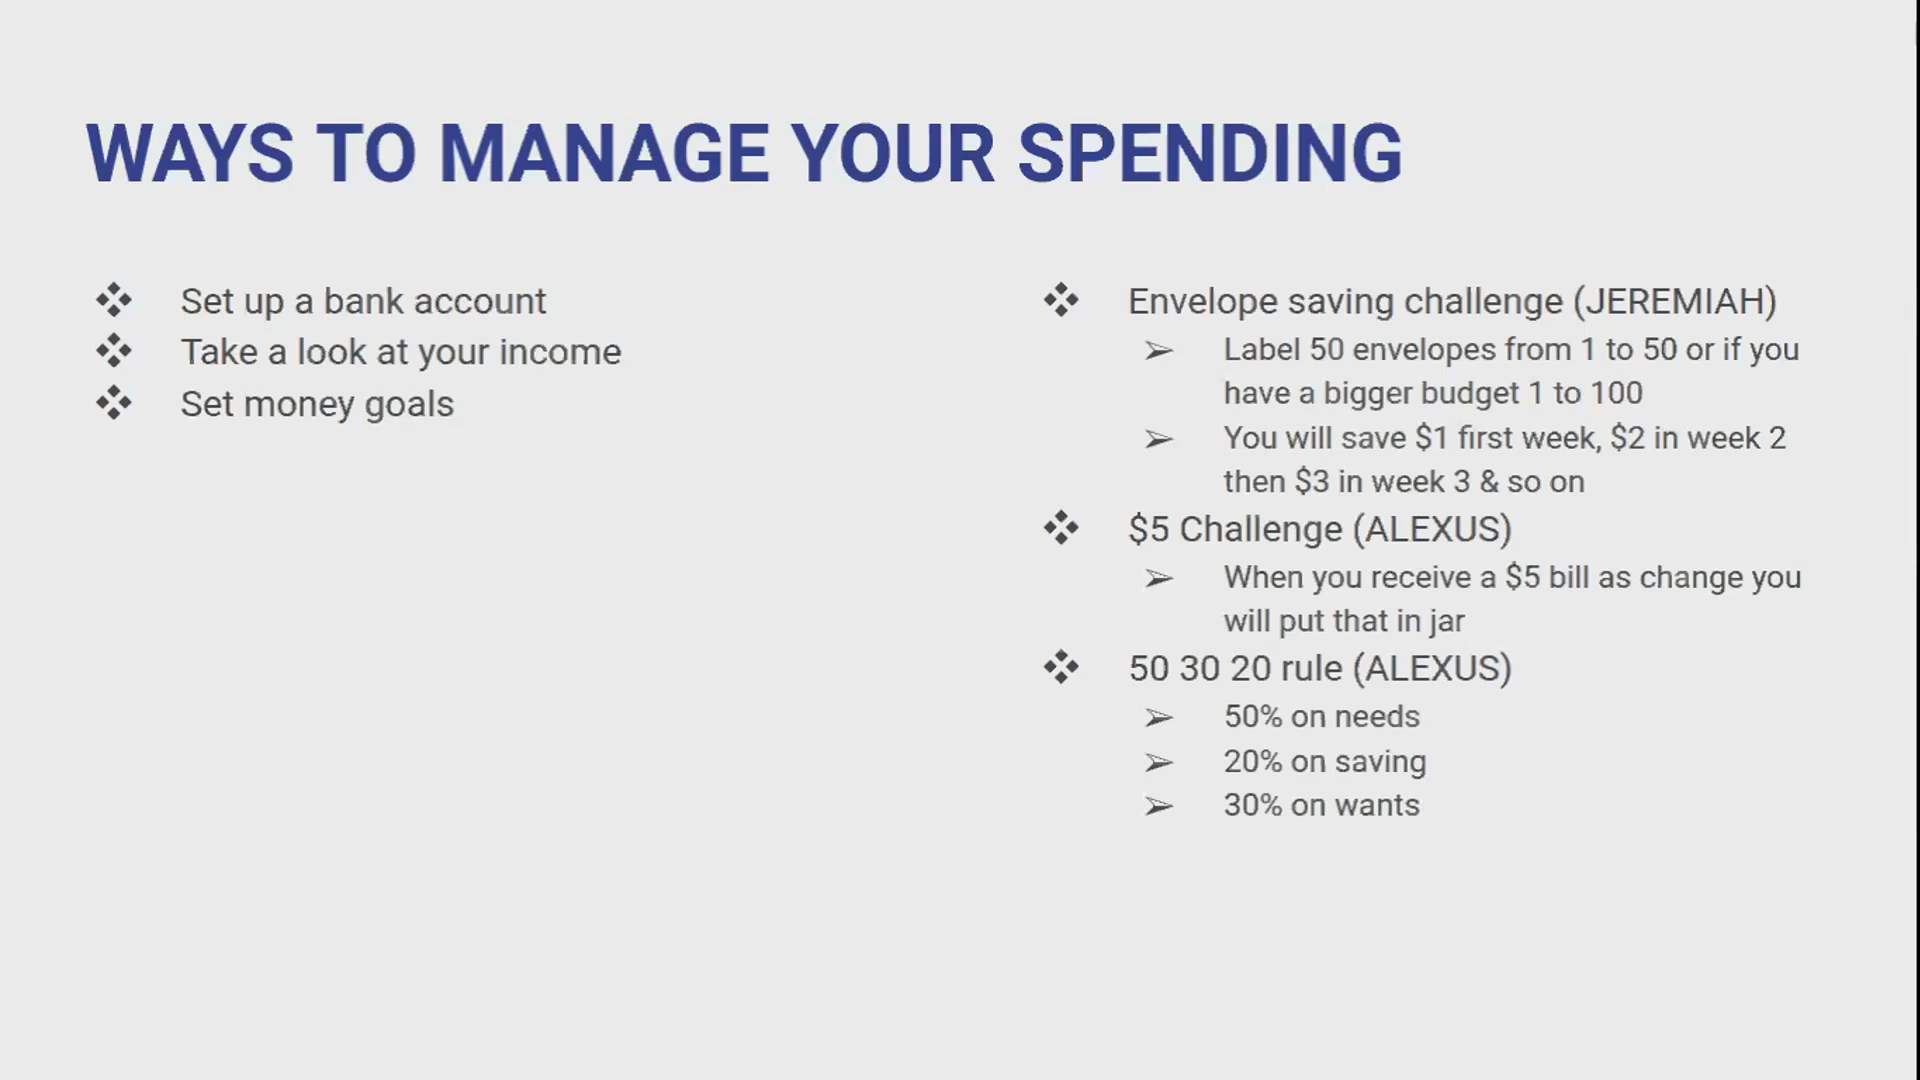 WAYS TO MANAGE YOUR SPENDING
❖ Set up a bank account
❖ Take a look at your income
❖ Set money goals
❖ Envelope saving challenge (JEREMIAH)
➢ Label 50 envelopes from 1 to 50 or if you
have a bigger budget 1 to 100
➢ You will save $1 first week, $2 in week 2
then $3 in week 3 & so on
❖ $5 Challenge (ALEXUS)
➢ When you receive a $5 bill as change you
will put that in jar
❖ 50 30 20 rule (ALEXUS)
➢ 50% on needs
➢ 20% on saving
➢ 30% on wants